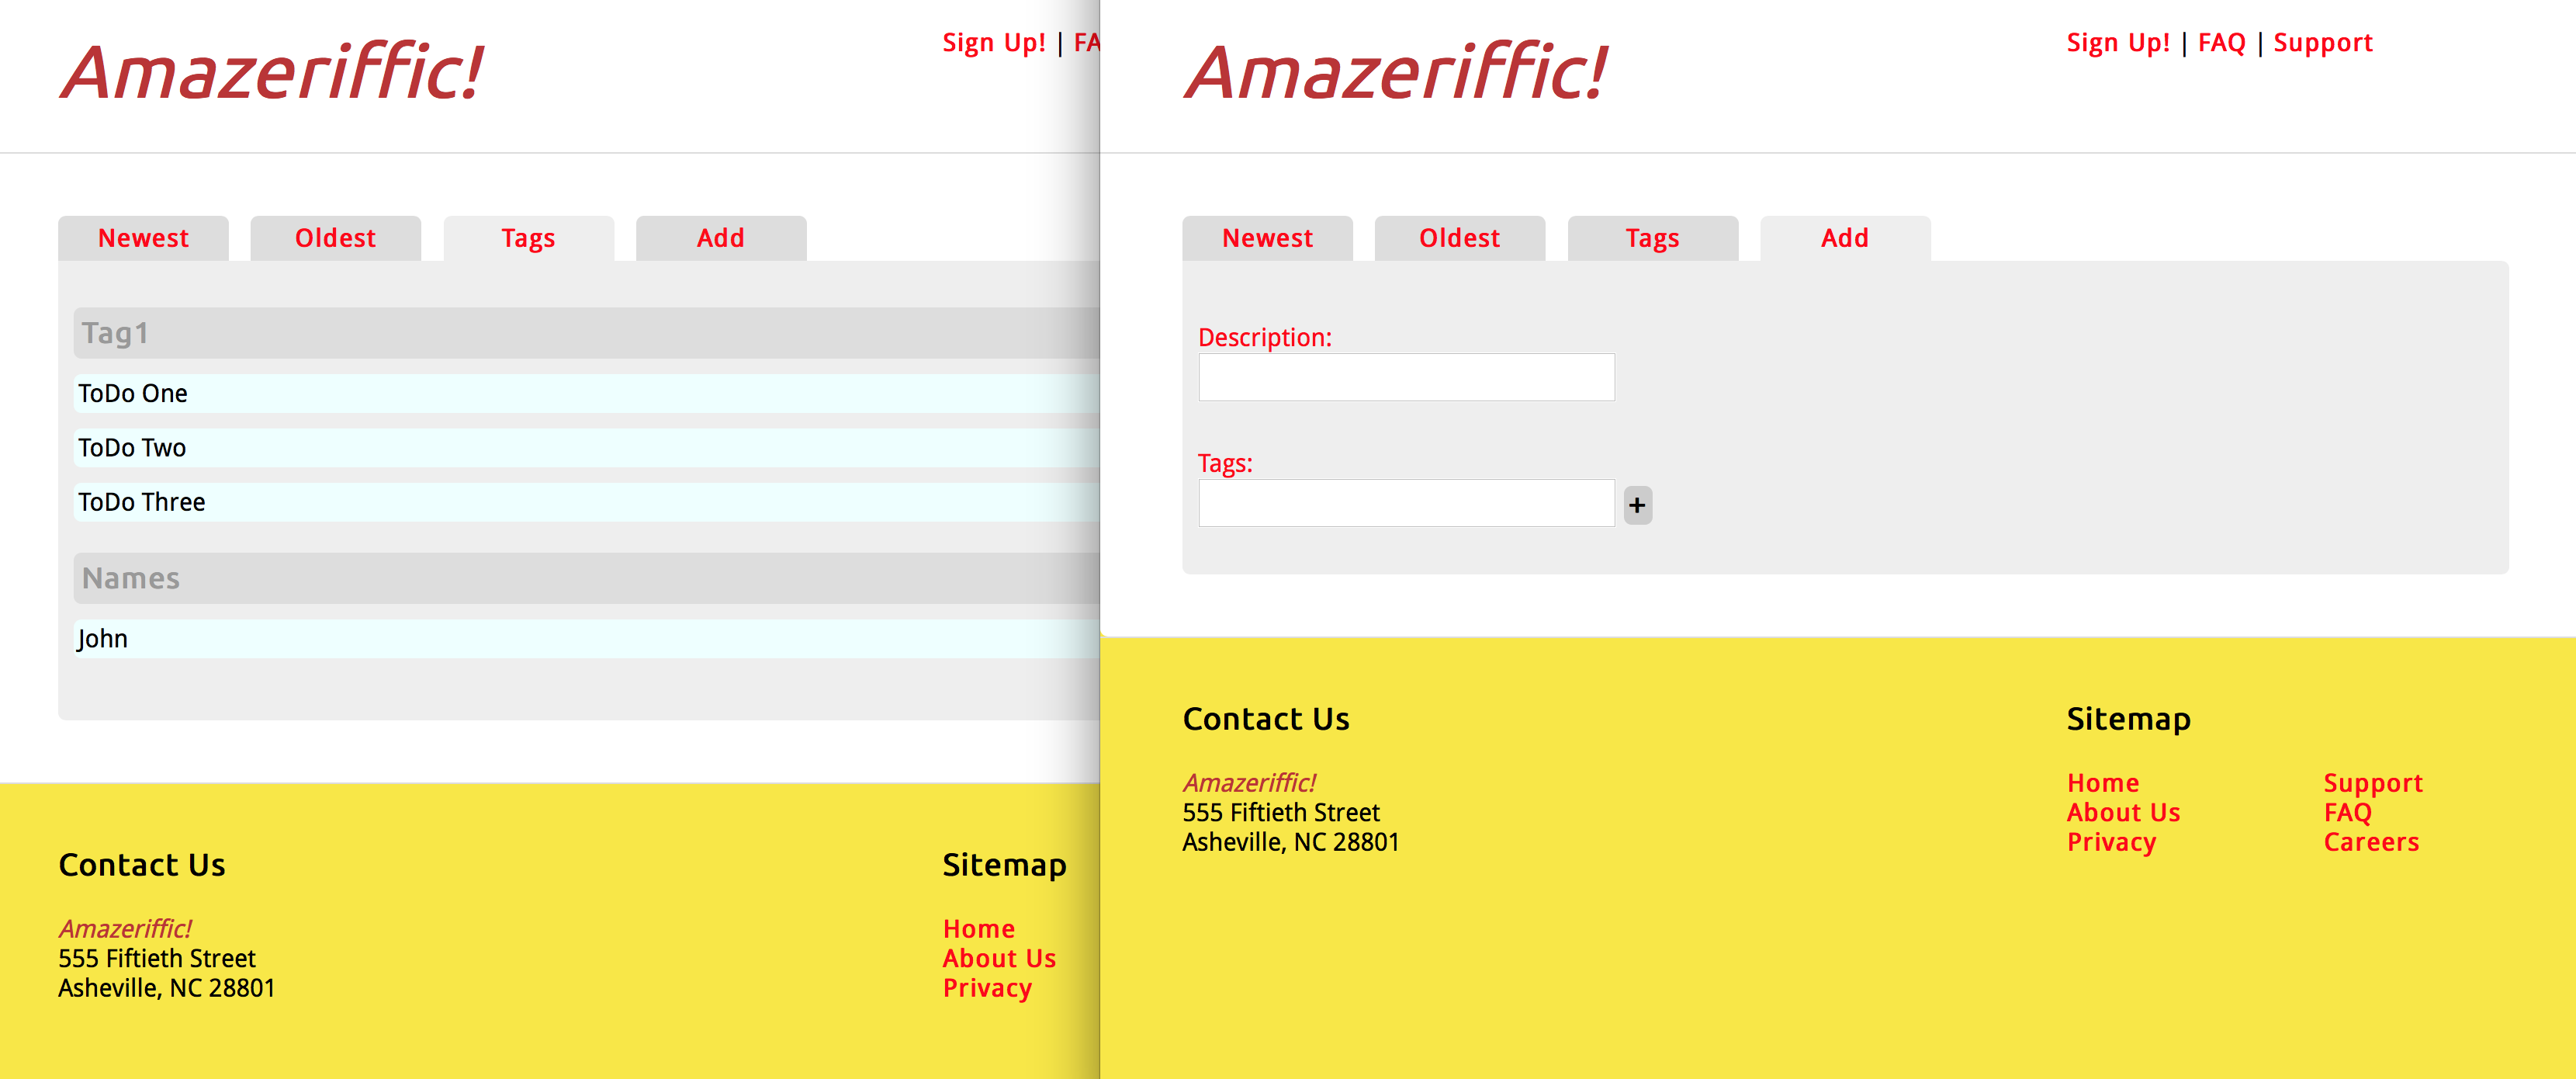 Amazeriffic!
Sign Up! | FA
Newest Oldest Tags Add
Tag1
ToDo One
ToDo Two
ToDo Three
Names
John
Contact Us
Amazeriffic!
555 Fiftieth Street
Asheville, NC 28801
Sitemap
Home
About Us
Privacy
Amazeriffic!
Sign Up! | FAQ | Support
Newest Oldest Tags Add
Description:
Tags:
+
Contact Us
Amazeriffic!
555 Fiftieth Street
Asheville, NC 28801
Sitemap
Home Support
About Us FAQ
Privacy Careers